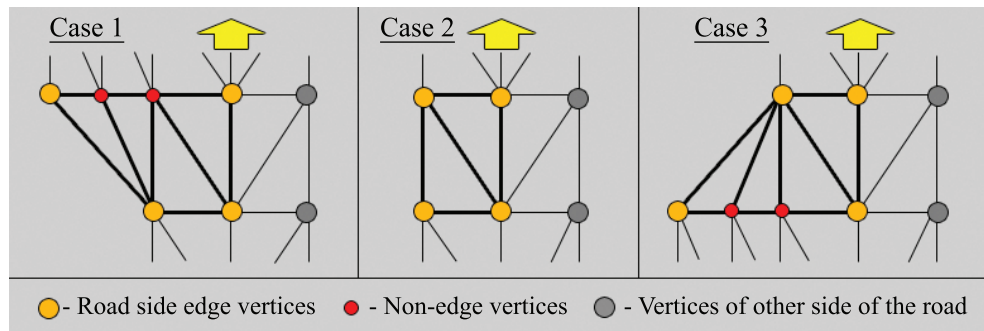 Case 1
Case 2
Case 3
- Road side edge vertices
- Non-edge vertices
- Vertices of other side of the road